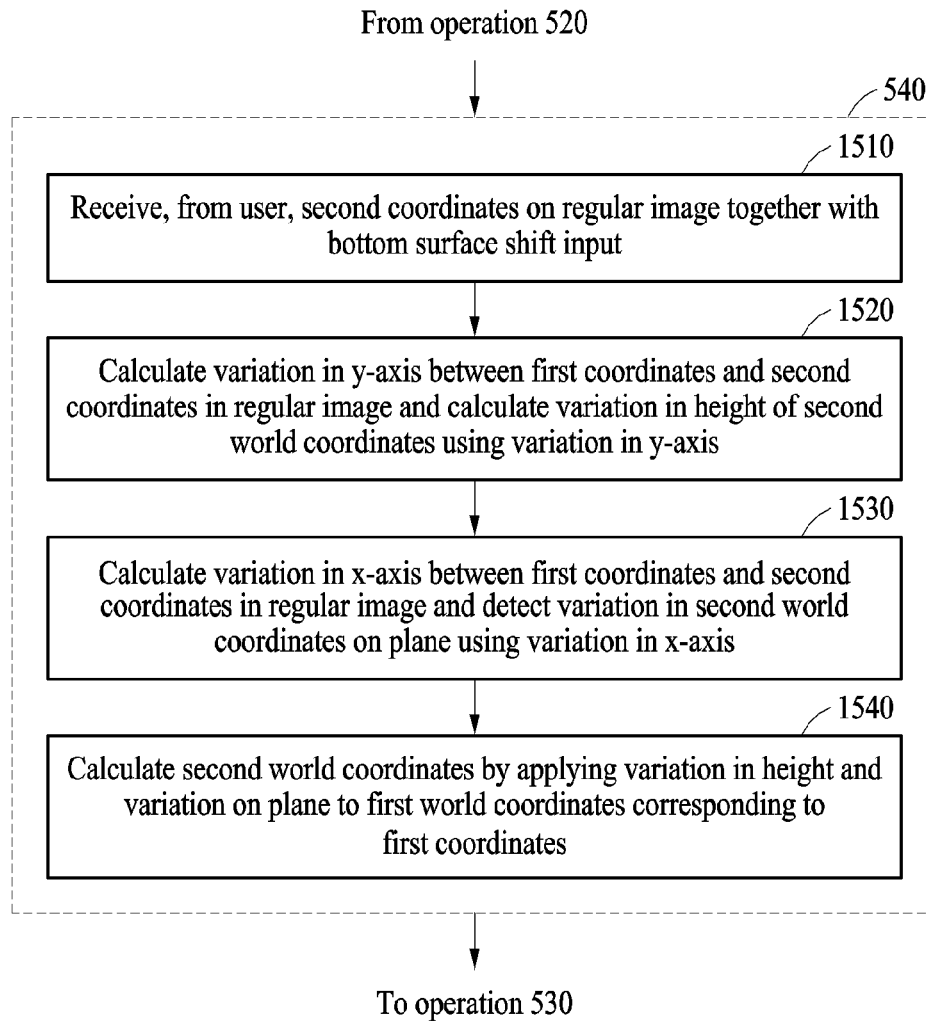 From operation 520
540
1510
Receive, from user, second coordinates on regular image together with
bottom surface shift input
1520
Calculate variation in y-axis between first coordinates and second
coordinates in regular image and calculate variation in height of second
world coordinates using variation in y-axis
1530
Calculate variation in x-axis between first coordinates and second
coordinates in regular image and detect variation in second world
coordinates on plane using variation in x-axis
1540
Calculate second world coordinates by applying variation in height and
variation on plane to first world coordinates corresponding to
first coordinates
To operation 530